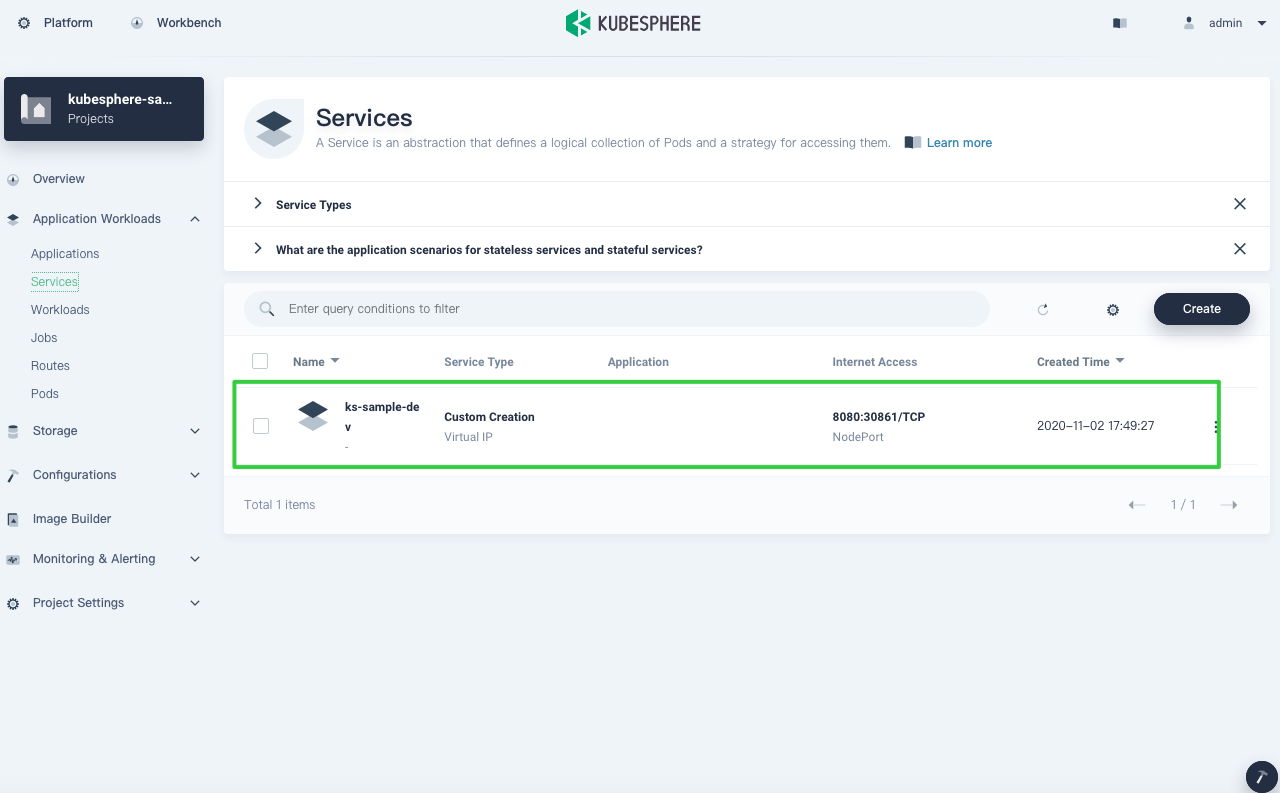 Platform
Workbench
KUBESPHERE
admin
kubesphere-sa...
Projects
Overview
Application Workloads
Applications
Services
Workloads
Jobs
Routes
Pods
Storage
Configurations
Image Builder
Monitoring & Alerting
Project Settings
Services
A Service is an abstraction that defines a logical collection of Pods and a strategy for accessing them.
Learn more
Service Types
What are the application scenarios for stateless services and stateful services?
Enter query conditions to filter
Create
Name
Service Type
Application
Internet Access
Created Time
ks-sample-de
v
-
Custom Creation
Virtual IP
8080:30861/TCP
NodePort
2020-11-02 17:49:27
Total 1 items
1 / 1